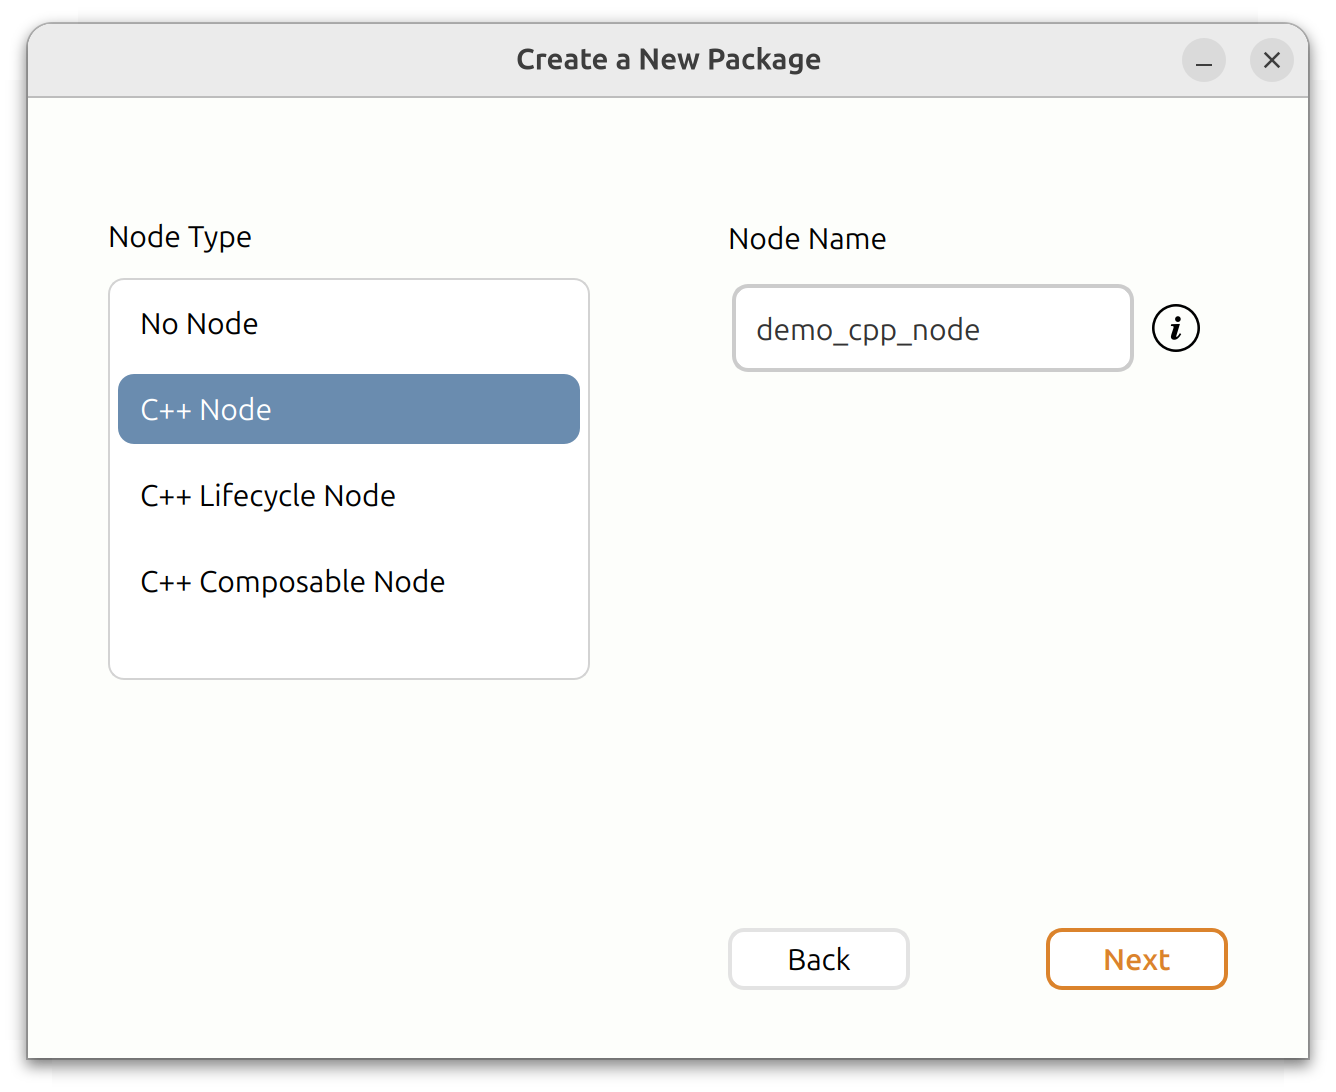 Create a New Package
Node Type
No Node
C++ Node
C++ Lifecycle Node
C++ Composable Node
Node Name
demo_cpp_node
i
Back
Next